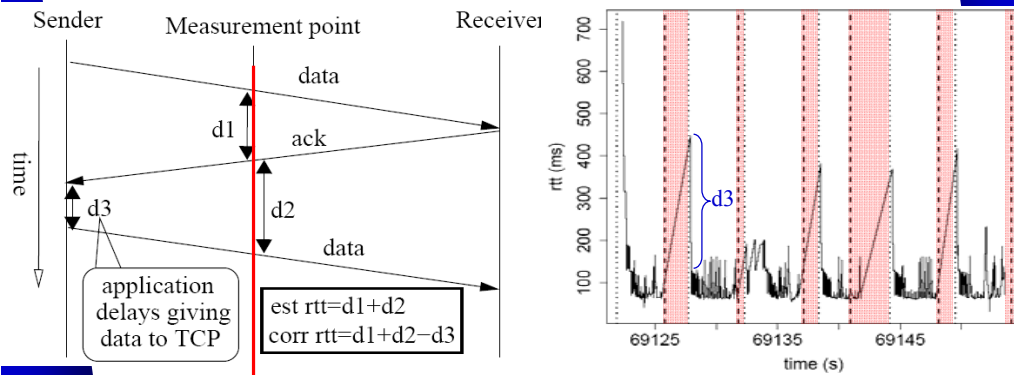 Sender
Measurement point
Receiver
data
d1
ack
time
d3
d2
data
application
delays giving
data to TCP
est rtt=d1+d2
corr rtt=d1+d2−d3
rtt (ms)
700
600
500
400
300
200
100
d3
69125
69135
69145
time (s)